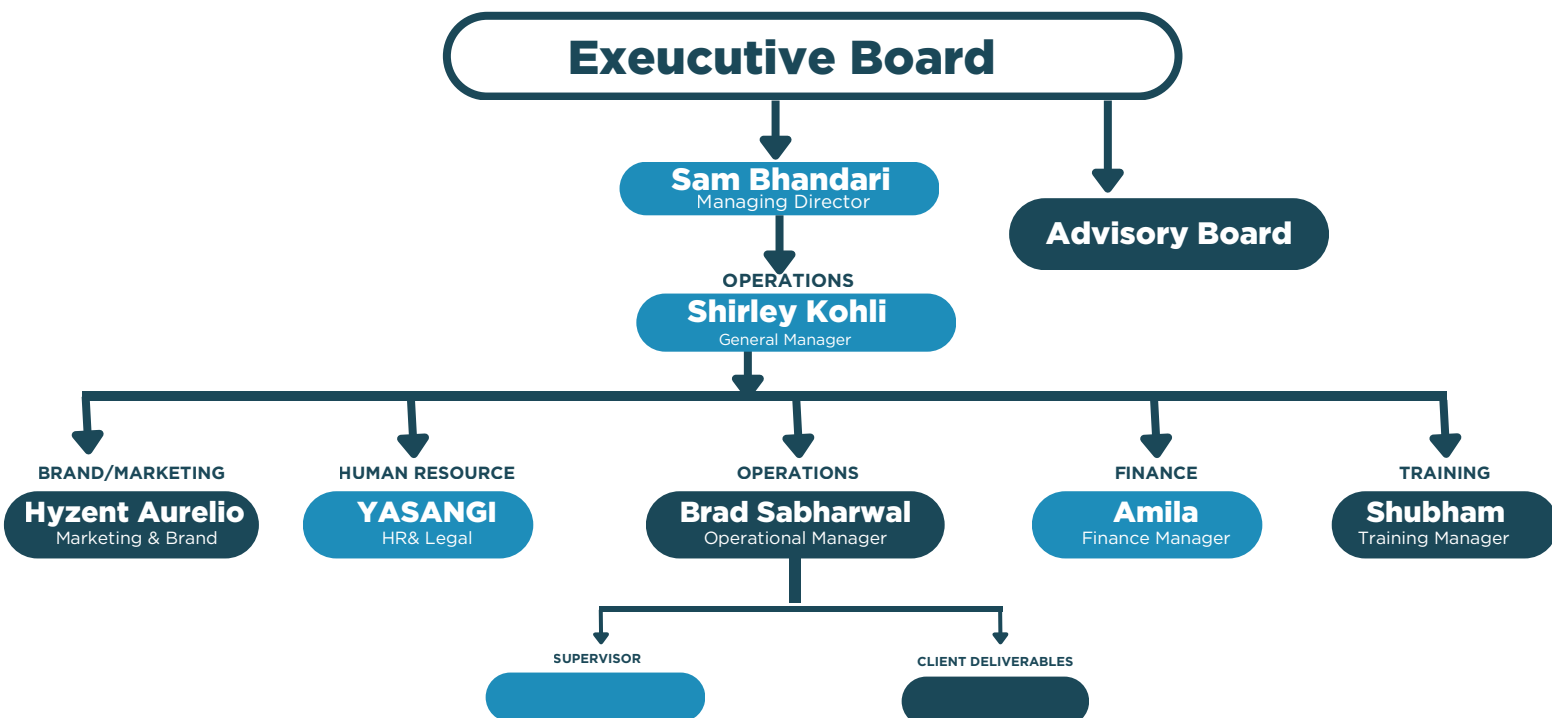 Exeucutive Board
Sam Bhandari
Managing Director
Advisory Board
OPERATIONS
Shirley Kohli
General Manager
BRAND/MARKETING
Hyzent Aurelio
Marketing & Brand
HUMAN RESOURCE
YASANGI
HR& Legal
OPERATIONS
Brad Sabharwal
Operational Manager
FINANCE
Amila
Finance Manager
TRAINING
Shubham
Training Manager
SUPERVISOR
CLIENT DELIVERABLES